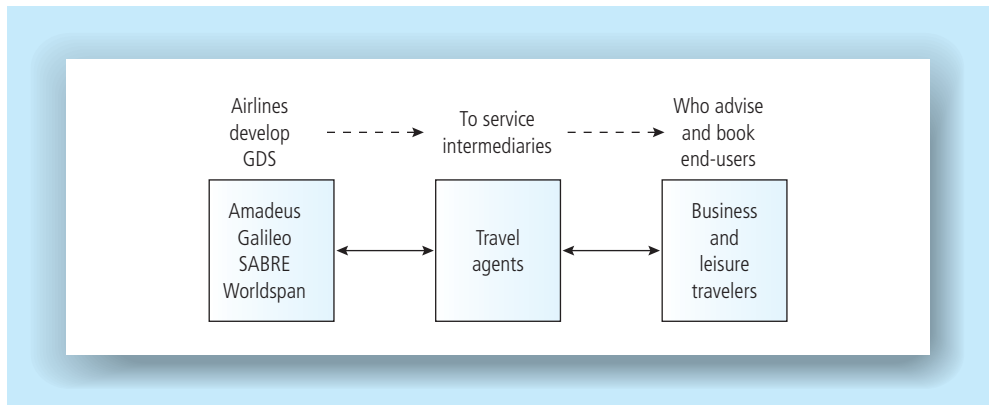 Airlines
develop
GDS
To service
intermediaries
Who advise
and book
end-users
Amadeus
Galileo
SABRE
Worldspan
Travel
agents
Business
and
leisure
travelers